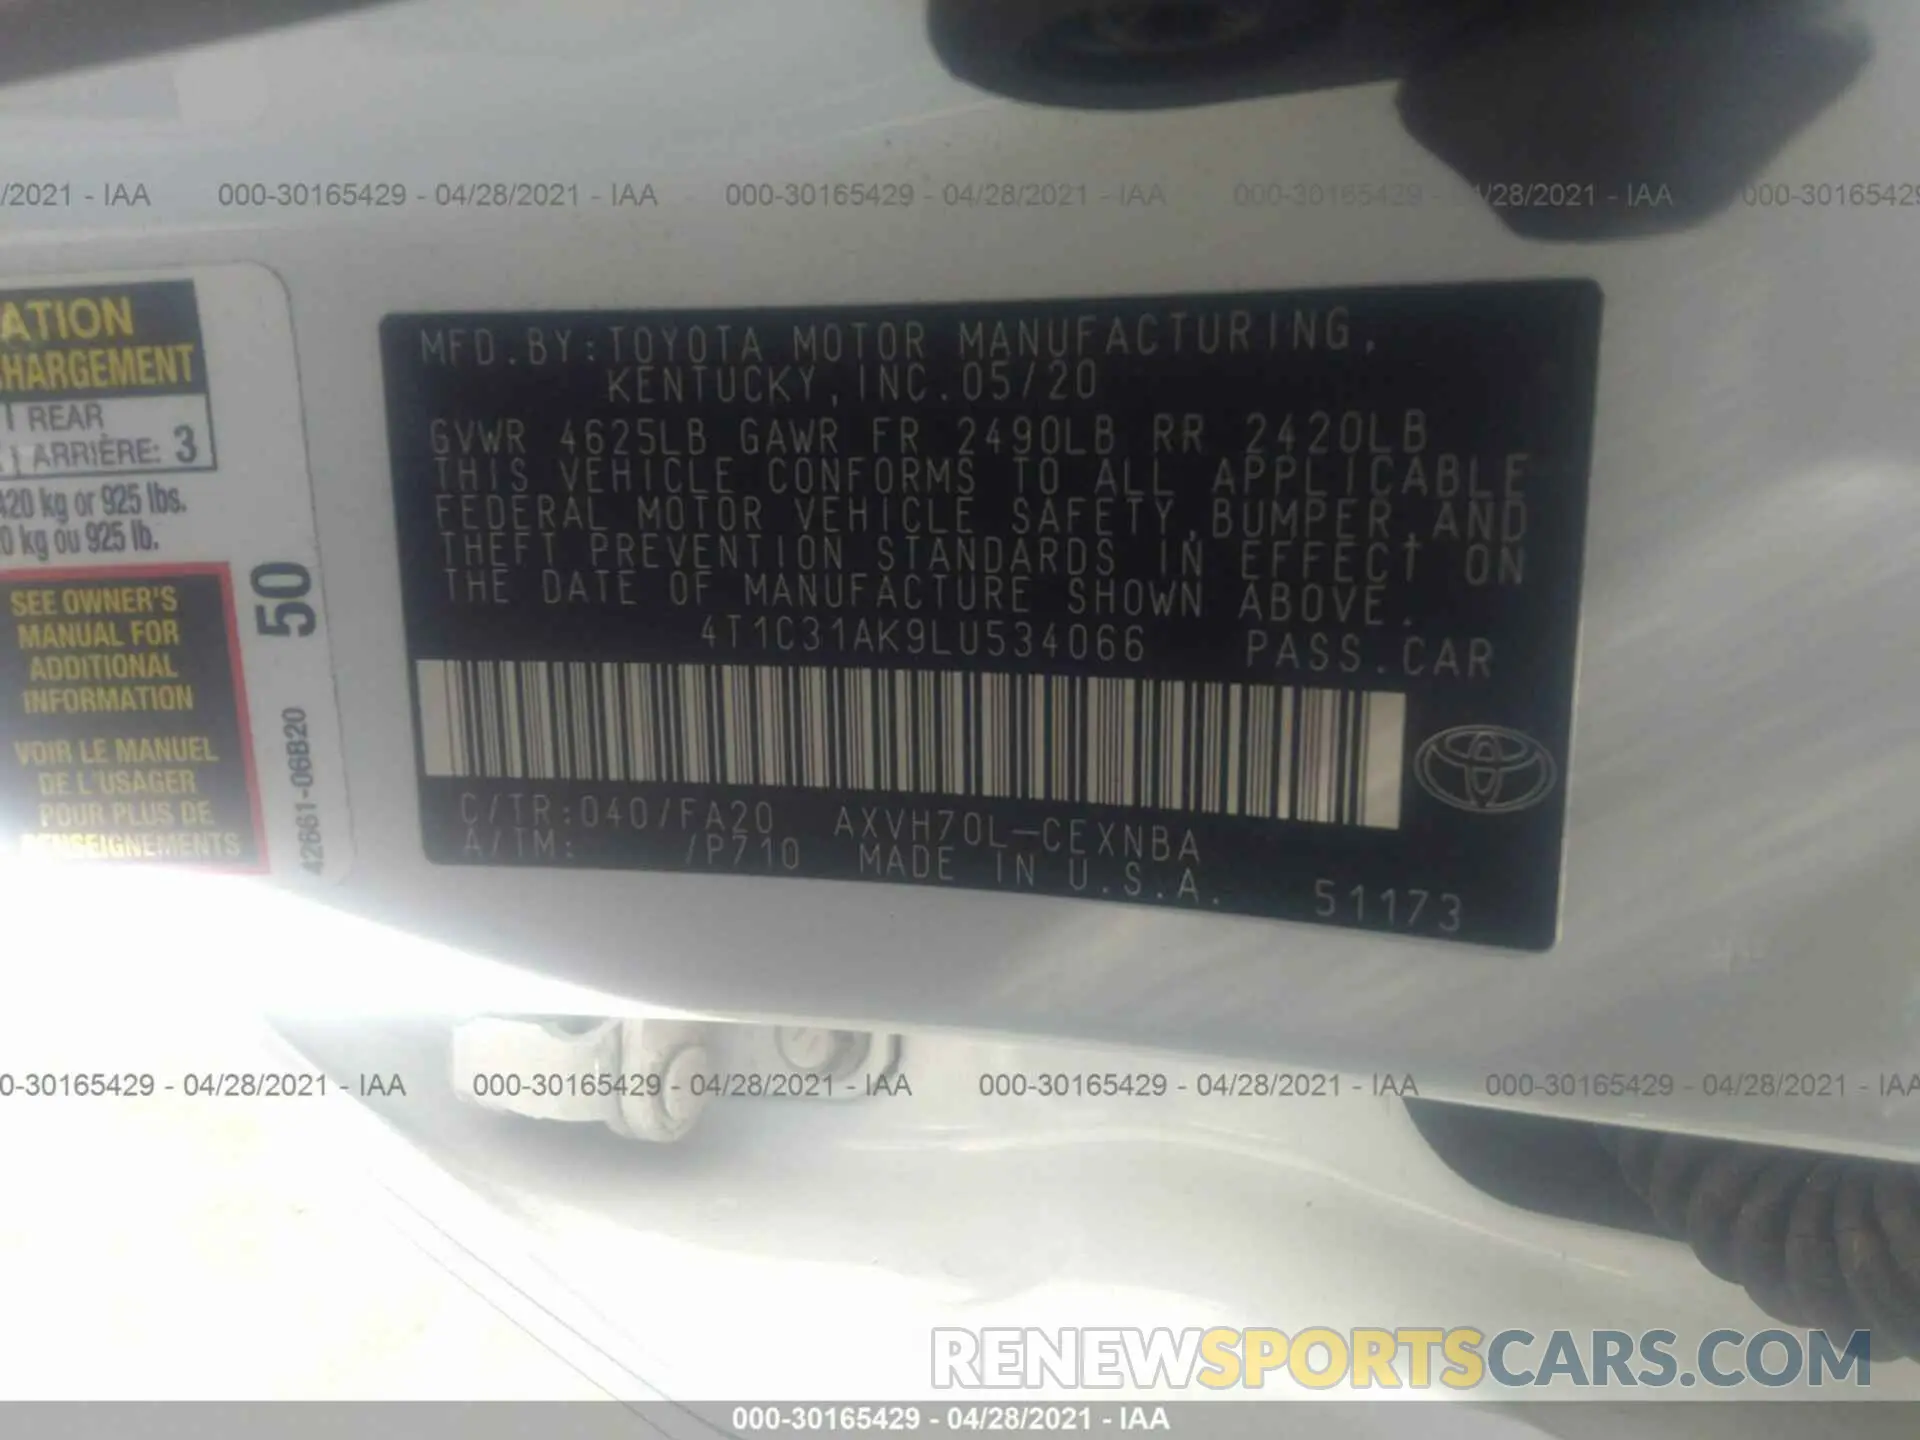 /2021 - IAA 000-30165429 - 04/28/2021 - IAA 000-30165429 - 04/28/2021 - IAA 000-30165429 - 04/28/2021 - IAA 000-30165429
ATION
HARGEMENT
REAR
ARRIÈRE: 3
420 kg or 925 lbs.
0 kg ou 925 lb.
SEE OWNER'S
MANUAL FOR
ADDITIONAL
INFORMATION
VOIR LE MANUEL
DE L'USAGER
POUR PLUS DE
RENSEIGNEMENTS
50
42661-06B20
MFD.BY:TOYOTA MOTOR MANUFACTURING,
KENTUCKY,INC.05/20
GVWR 4625LB GAWR FR 2490LB RR 2420LB
THIS VEHICLE CONFORMS TO ALL APPLICABLE
FEDERAL MOTOR VEHICLE SAFETY,BUMPER,AND
THEFT PREVENTION STANDARDS IN EFFECT ON
THE DATE OF MANUFACTURE SHOWN ABOVE.
4T1C31AK9LU534066 PASS.CAR
C/TR:040/FA20 AXVH70L-CEXNBA
A/TM: /P710 MADE IN U.S.A. 51173
0-30165429 - 04/28/2021 - IAA 000-30165429 - 04/28/2021 - IAA 000-30165429 - 04/28/2021 - IAA 000-30165429 - 04/28/2021 - IAA
RENEWSPORTSCARS.COM
000-30165429 - 04/28/2021 - IAA